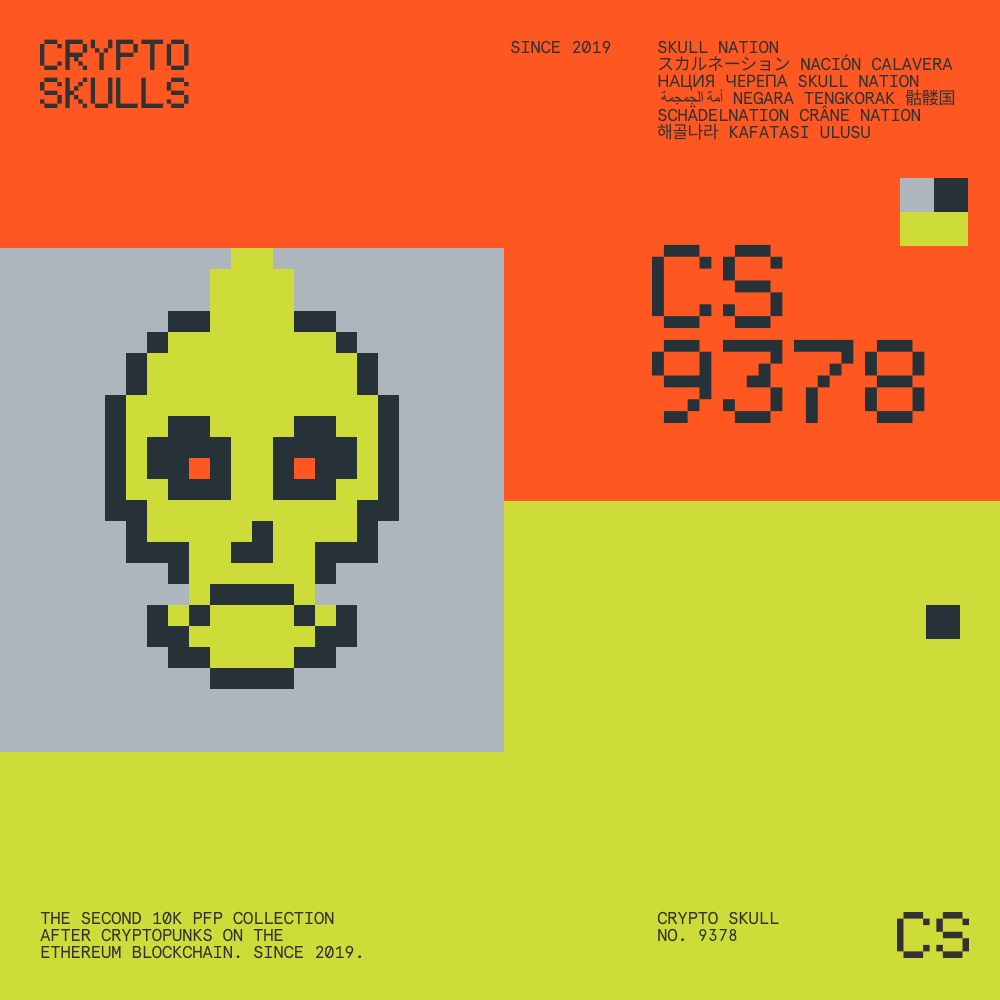 CRYPTO
SKULLS
SINCE 2019
SKULL NATION
スカルネーション NACIÓN CALAVERA
НАЦИЯ ЧЕРЕПА SKULL NATION
أمة الجمجمة NEGARA TENGKORAK 骷髅国
SCHÄDELNATION CRÂNE NATION
해골나라 KAFATASI ULUSU
CS
9378
THE SECOND 10K PFP COLLECTION
AFTER CRYPTOPUNKS ON THE
ETHEREUM BLOCKCHAIN. SINCE 2019.
CRYPTO SKULL
NO. 9378
CS